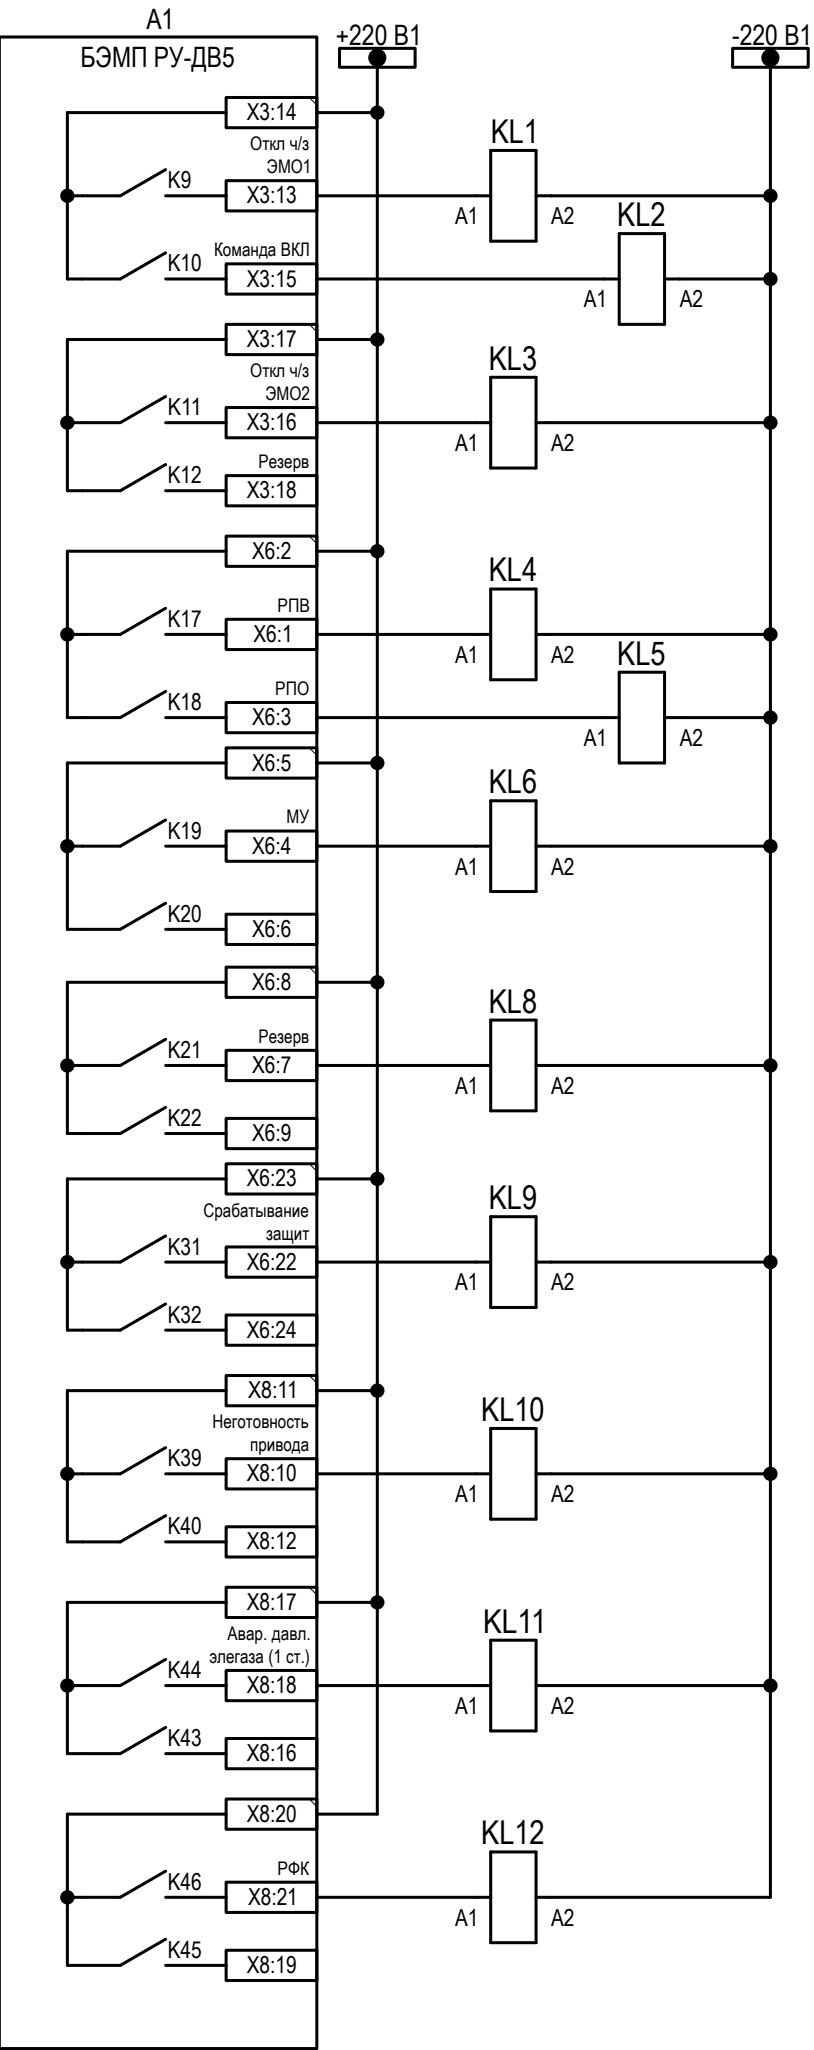 A1
+220 В1
-220 В1
БЭМП РУ-ДВ5
X3:14
Откл ч/з
ЭМО1
K9
X3:13
KL1
A1
A2
Команда ВКЛ
K10
X3:15
KL2
A1
A2
X3:17
Откл ч/з
ЭМО2
K11
X3:16
KL3
A1
A2
Резерв
K12
X3:18
X6:2
РПВ
K17
X6:1
KL4
A1
A2
РПО
K18
X6:3
KL5
A1
A2
X6:5
МУ
K19
X6:4
KL6
A1
A2
K20
X6:6
X6:8
Резерв
K21
X6:7
KL8
A1
A2
K22
X6:9
X6:23
Срабатывание
защит
K31
X6:22
KL9
A1
A2
K32
X6:24
X8:11
Неготовность
привода
K39
X8:10
KL10
A1
A2
K40
X8:12
X8:17
Авар. давл.
элегаза (1 ст.)
K44
X8:18
KL11
A1
A2
K43
X8:16
X8:20
РФК
K46
X8:21
KL12
A1
A2
K45
X8:19